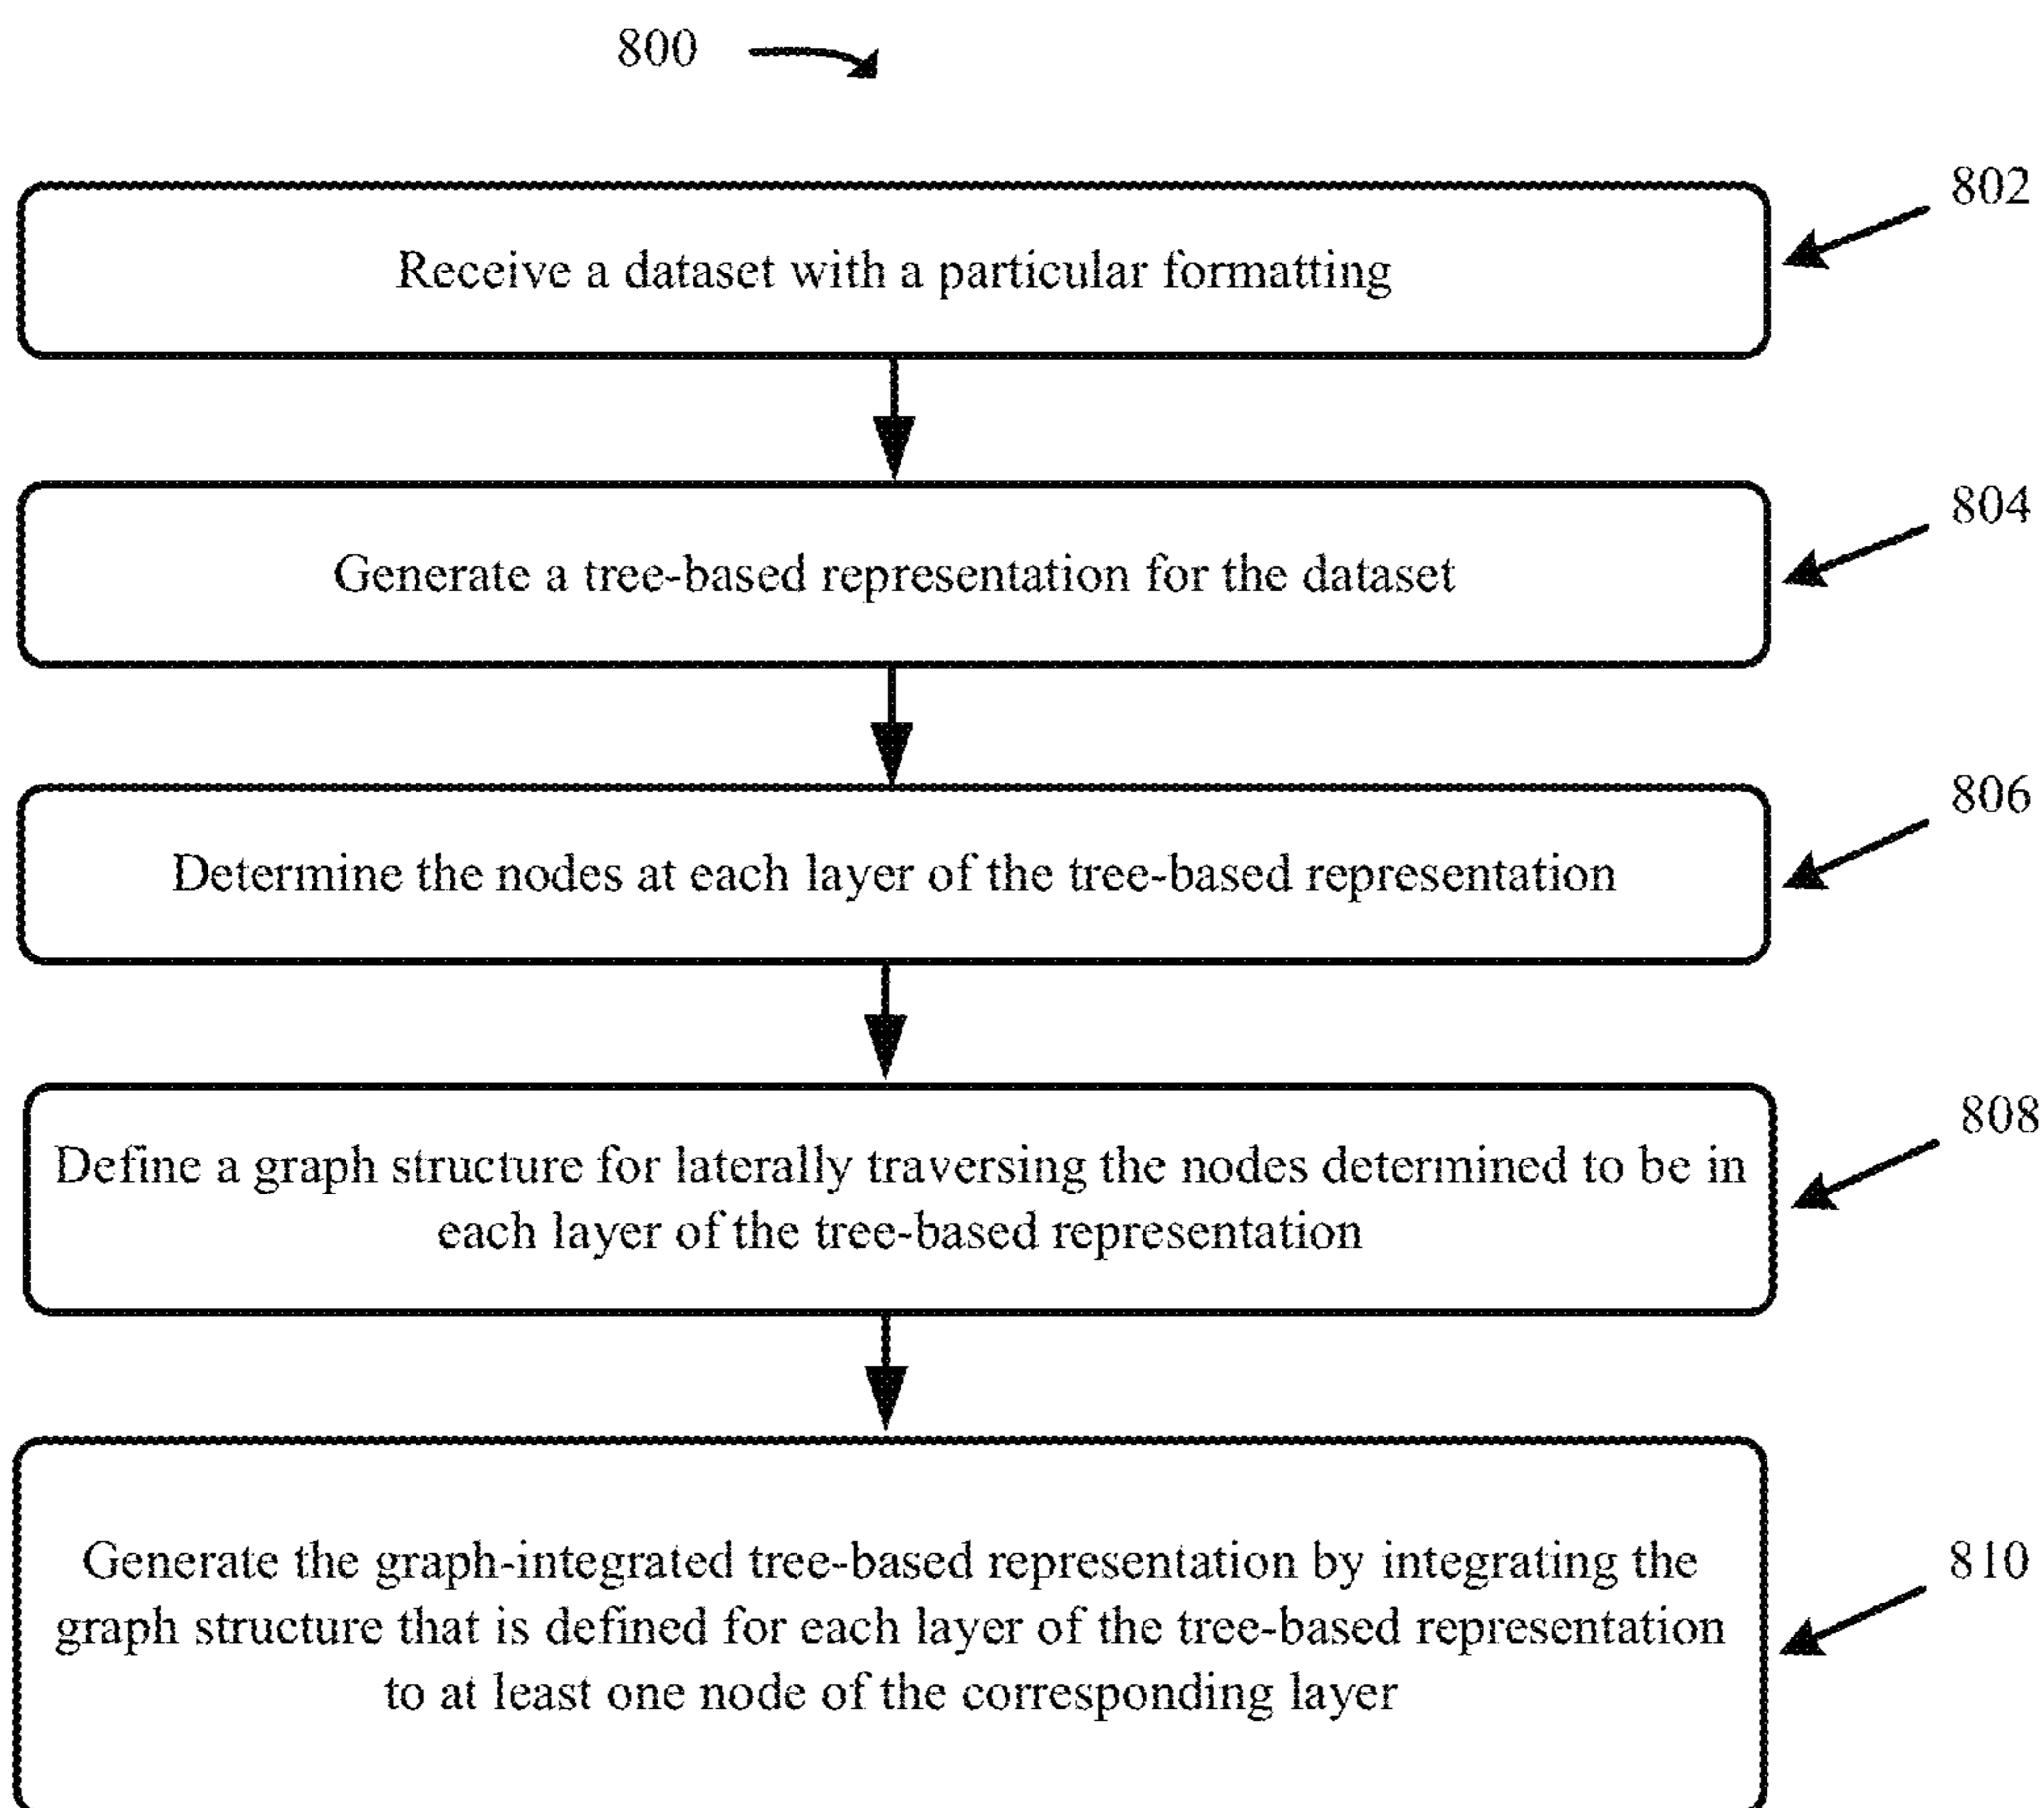 800
802
Receive a dataset with a particular formatting
804
Generate a tree-based representation for the dataset
806
Determine the nodes at each layer of the tree-based representation
808
Define a graph structure for laterally traversing the nodes determined to be in
each layer of the tree-based representation
810
Generate the graph-integrated tree-based representation by integrating the
graph structure that is defined for each layer of the tree-based representation
to at least one node of the corresponding layer